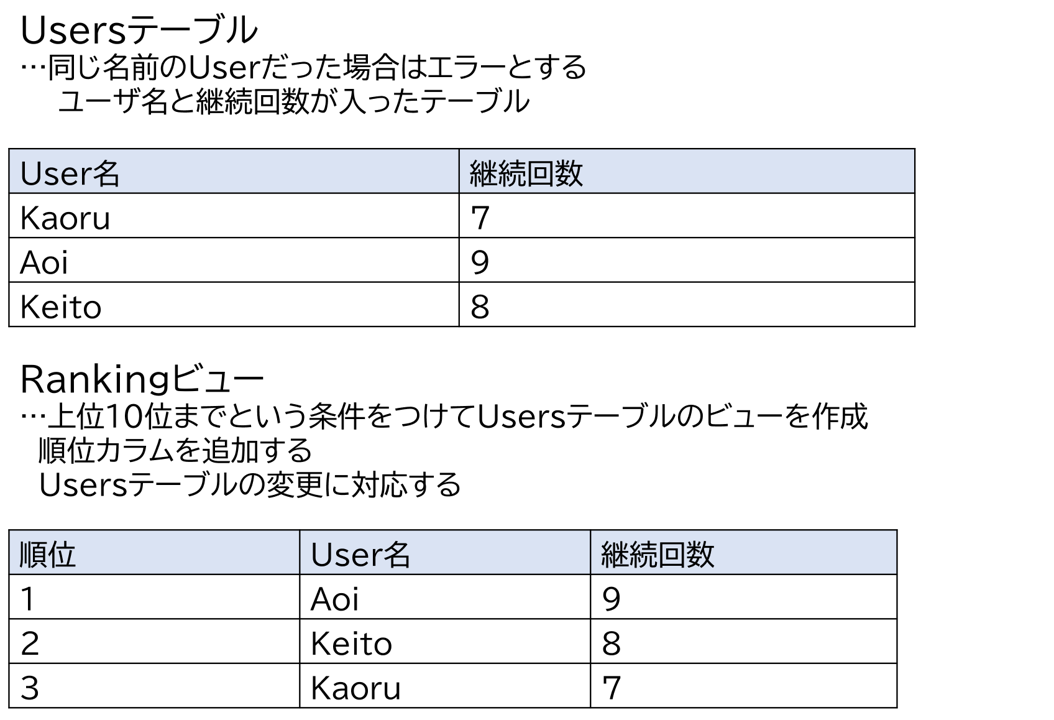 Usersテーブル
…同じ名前のUserだった場合はエラーとする
ユーザ名と継続回数が入ったテーブル
User名 継続回数
Kaoru 7
Aoi 9
Keito 8
Rankingビュー
…上位10位までという条件をつけてUsersテーブルのビューを作成
順位カラムを追加する
Usersテーブルの変更に対応する
順位 User名 継続回数
1 Aoi 9
2 Keito 8
3 Kaoru 7